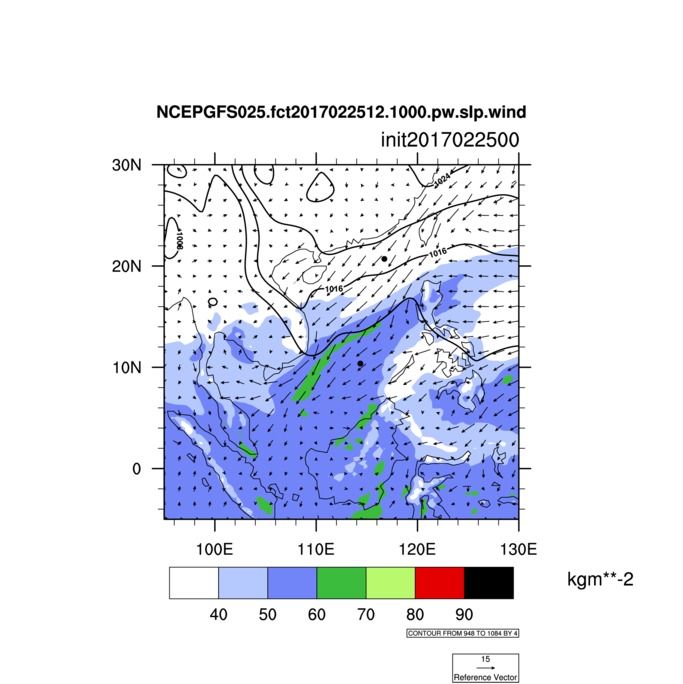 NCEPGFS025.fct2017022512.1000.pw.slp.wind
init2017022500
30N
1024
1008
20N
1016
1016
10N
0
100E 110E 120E 130E
kgm**-2
40 50 60 70 80 90
CONTOUR FROM 948 TO 1084 BY 4
15
Reference Vector